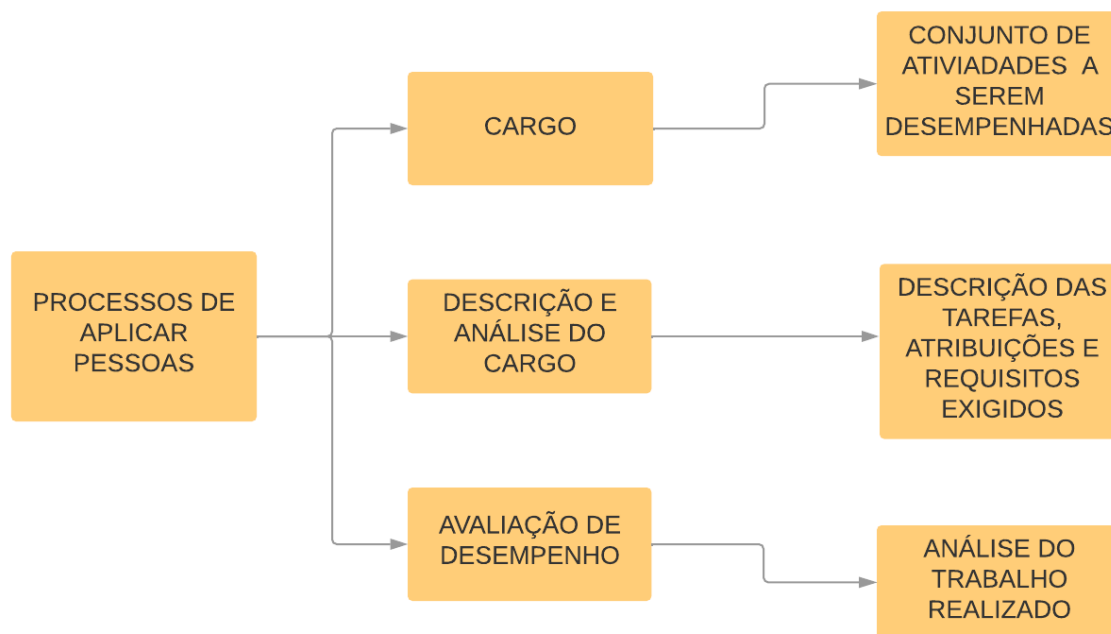 PROCESSOS DE
APLICAR
PESSOAS
CARGO
CONJUNTO DE
ATIVIADADES A
SEREM
DESEMPENHADAS
DESCRIÇÃO E
ANÁLISE DO
CARGO
DESCRIÇÃO DAS
TAREFAS,
ATRIBUIÇÕES E
REQUISITOS
EXIGIDOS
AVALIAÇÃO DE
DESEMPENHO
ANÁLISE DO
TRABALHO
REALIZADO